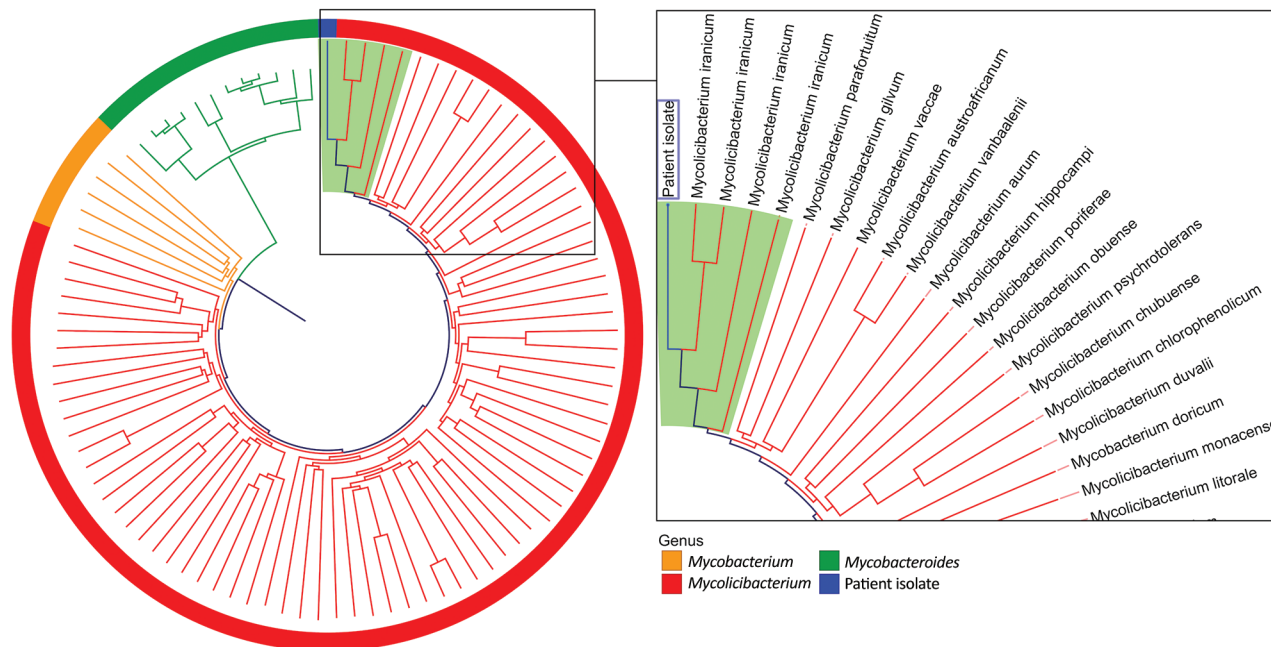 Patient isolate
Mycolicibacterium iranicum
Mycolicibacterium iranicum
Mycolicibacterium iranicum
Mycolicibacterium iranicum
Mycolicibacterium parafortuitum
Mycolicibacterium gilvum
Mycolicibacterium vaccae
Mycolicibacterium austroafricanum
Mycolicibacterium vanbaalenii
Mycolicibacterium aurum
Mycolicibacterium hippocampi
Mycolicibacterium poriferae
Mycolicibacterium obuense
Mycolicibacterium psychrotolerans
Mycolicibacterium chubuense
Mycolicibacterium chlorophenolicum
Mycolicibacterium duvalii
Mycobacterium doricum
Mycolicibacterium monacense
Mycolicibacterium litorale
Genus
Mycobacterium
Mycolicibacterium
Mycobacteroides
Patient isolate